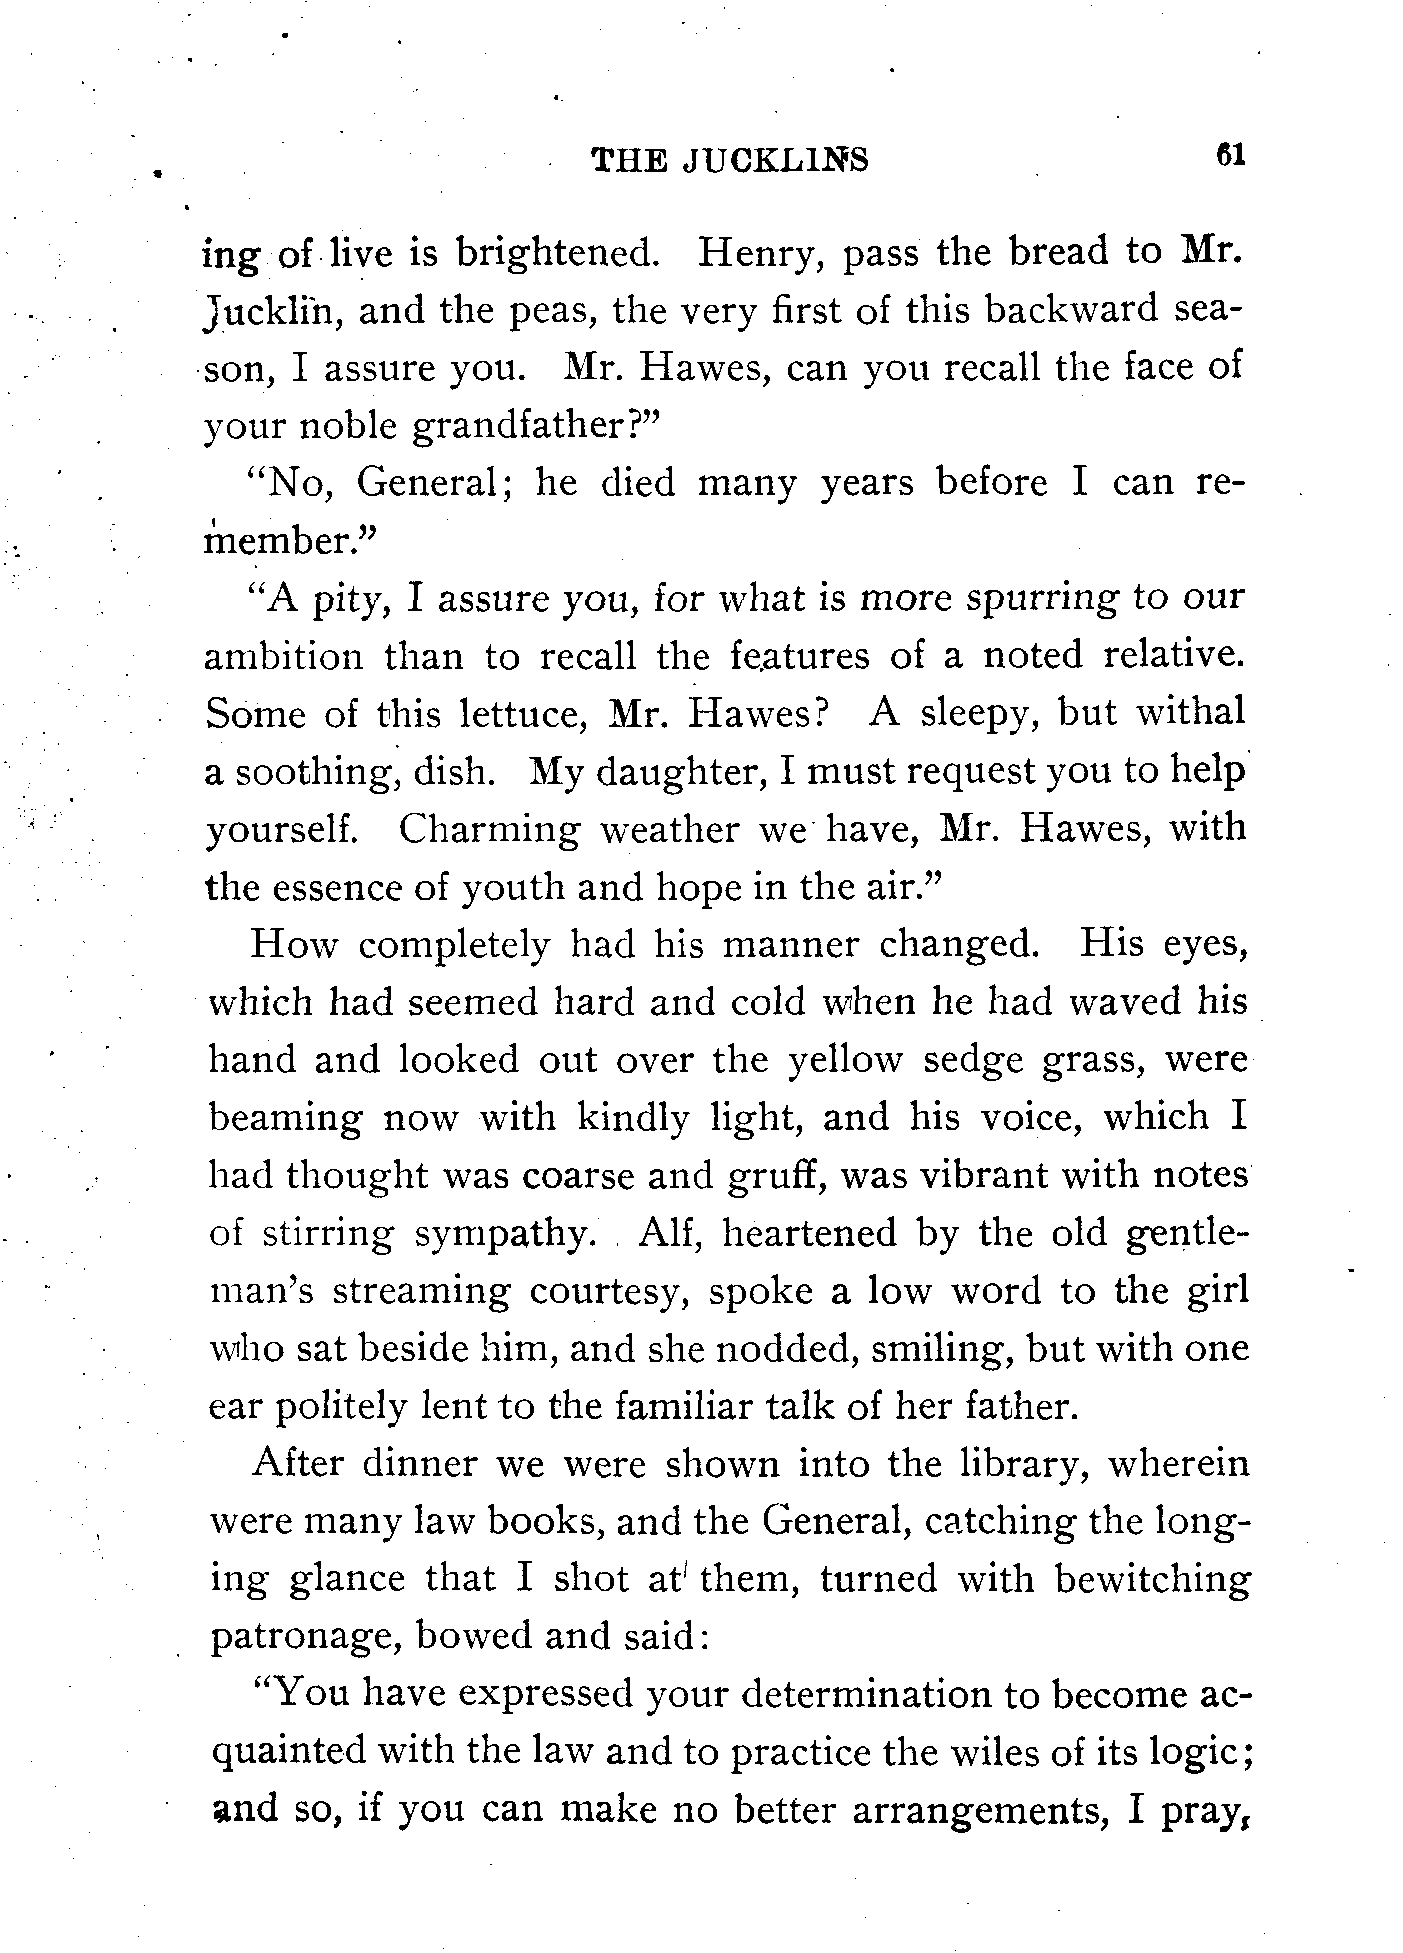 THE JUCKLINS 61
ing of live is brightened. Henry, pass the bread to Mr.
Jucklin, and the peas, the very first of this backward sea-
son, I assure you. Mr. Hawes, can you recall the face of
your noble grandfather?”
“No, General; he died many years before I can re-
member.”
“A pity, I assure you, for what is more spurring to our
ambition than to recall the features of a noted relative.
Some of this lettuce, Mr. Hawes? A sleepy, but withal
a soothing, dish. My daughter, I must request you to help
yourself. Charming weather we have, Mr. Hawes, with
the essence of youth and hope in the air.”
How completely had his manner changed. His eyes,
which had seemed hard and cold when he had waved his
hand and looked out over the yellow sedge grass, were
beaming now with kindly light, and his voice, which I
had thought was coarse and gruff, was vibrant with notes
of stirring sympathy. Alf, heartened by the old gentle-
man’s streaming courtesy, spoke a low word to the girl
who sat beside him, and she nodded, smiling, but with one
ear politely lent to the familiar talk of her father.
After dinner we were shown into the library, wherein
were many law books, and the General, catching the long-
ing glance that I shot at them, turned with bewitching
patronage, bowed and said:
“You have expressed your determination to become ac-
quainted with the law and to practice the wiles of its logic;
and so, if you can make no better arrangements, I pray,